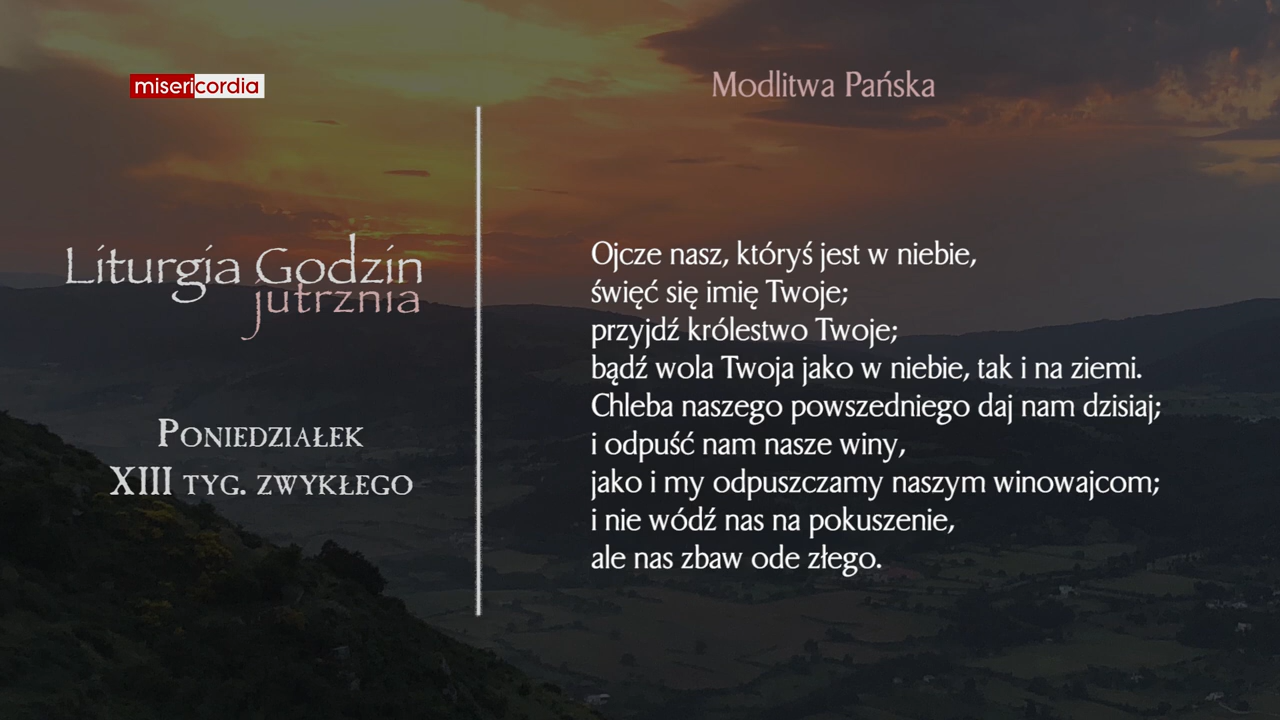 misericordia
Liturgia Godzin
jutrznia
Poniedziałek
XIII tyg. zwykłego
Modlitwa Pańska
Ojcze nasz, któryś jest w niebie,
święć się imię Twoje;
przyjdź królestwo Twoje;
bądź wola Twoja jako w niebie, tak i na ziemi.
Chleba naszego powszedniego daj nam dzisiaj;
i odpuść nam nasze winy,
jako i my odpuszczamy naszym winowajcom;
i nie wódź nas na pokuszenie,
ale nas zbaw ode złego.